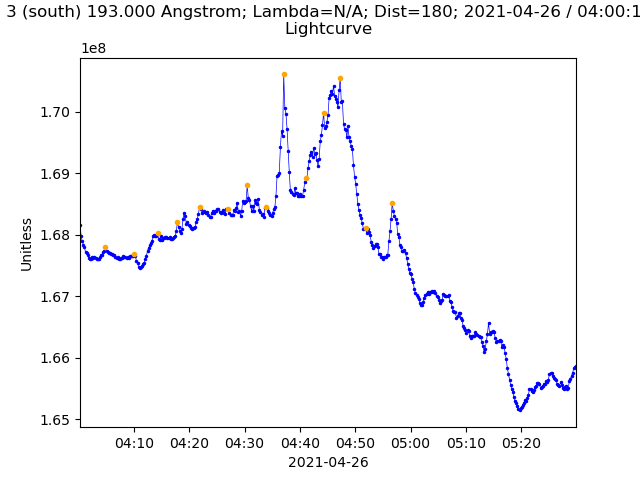 3 (south) 193.000 Angstrom; Lambda=N/A; Dist=180; 2021-04-26 / 04:00:1
Lightcurve
1e8
1.70
1.69
1.68
1.67
1.66
1.65
Unitless
04:10 04:20 04:30 04:40 04:50 05:00 05:10 05:20
2021-04-26